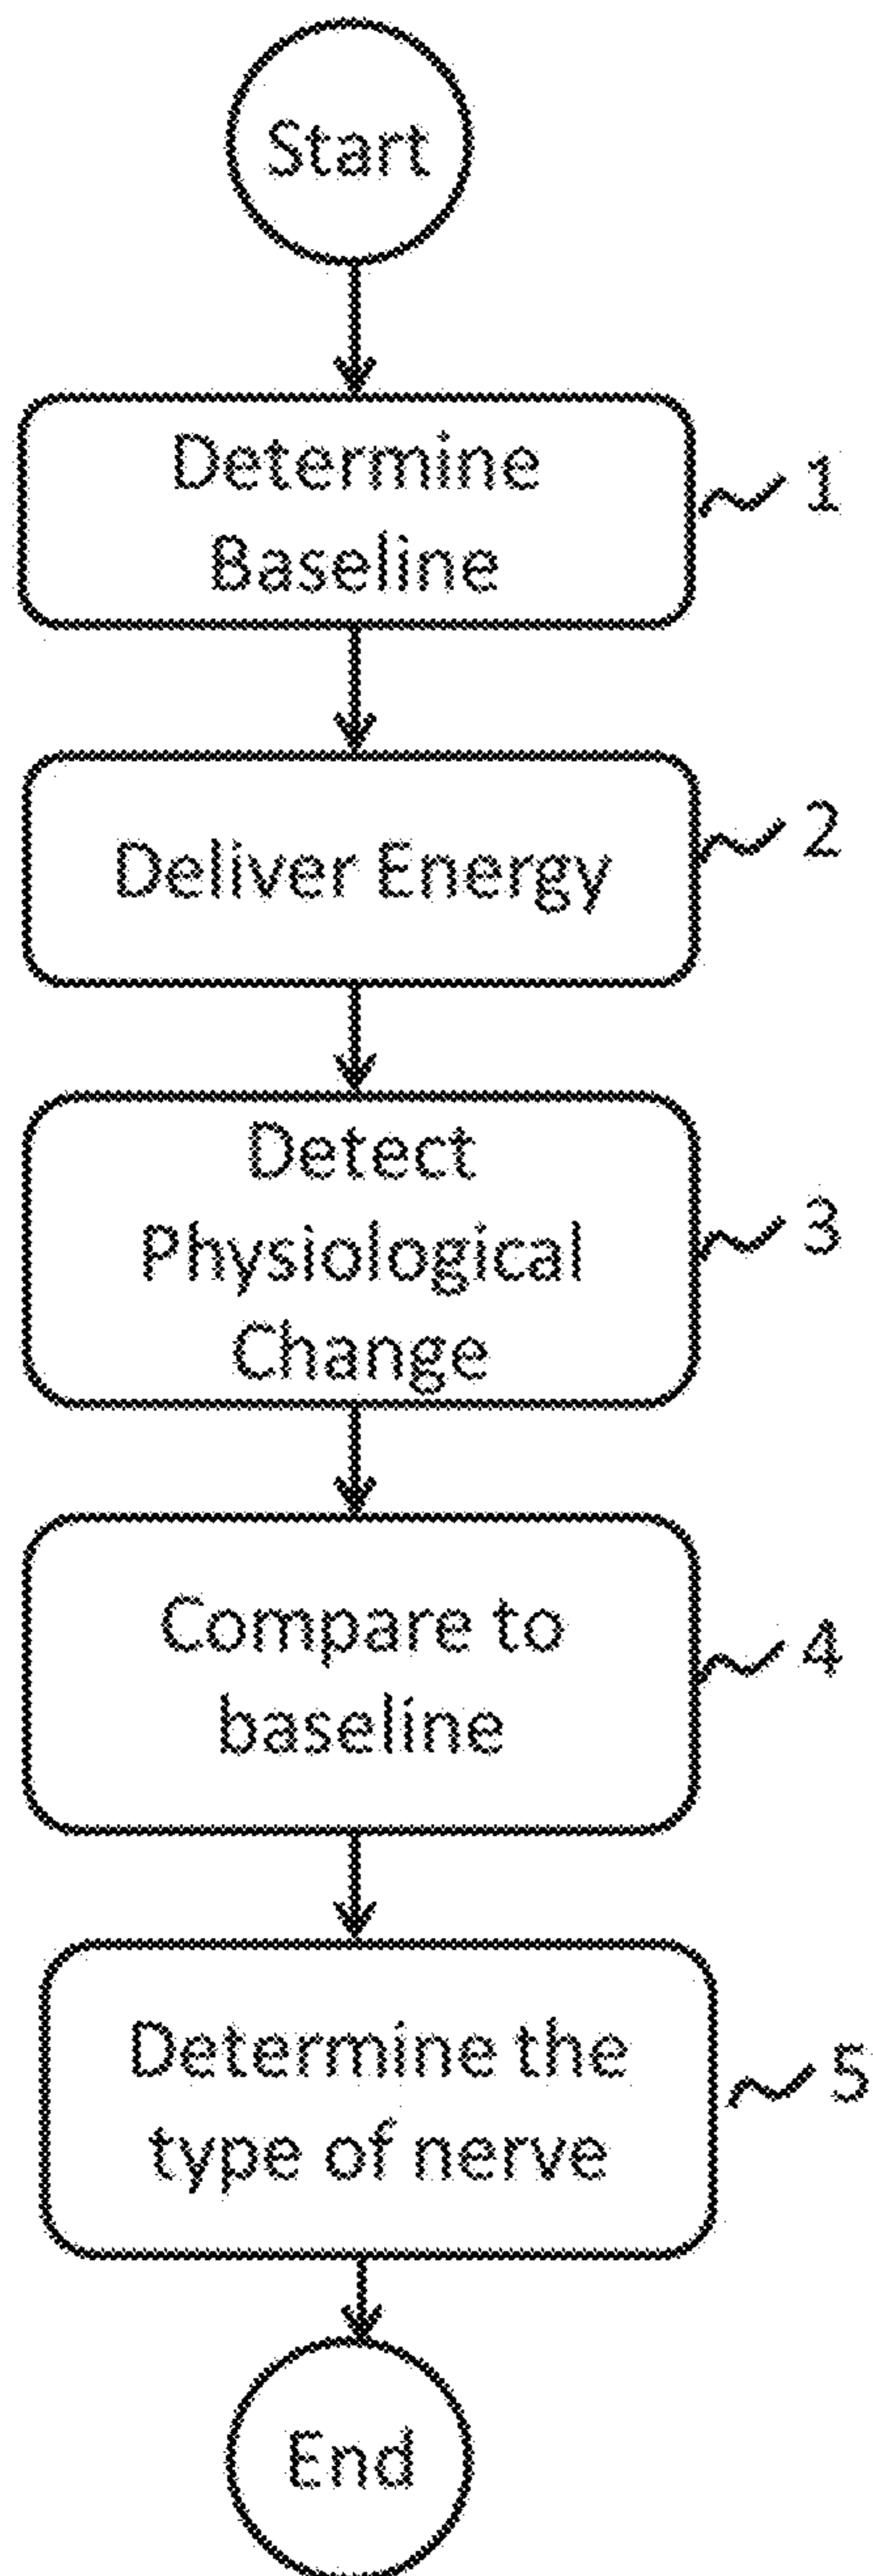 Start
Determine
Baseline
1
Deliver Energy
2
Detect
Physiological
Change
3
Compare to
baseline
4
Determine the
type of nerve
5
End